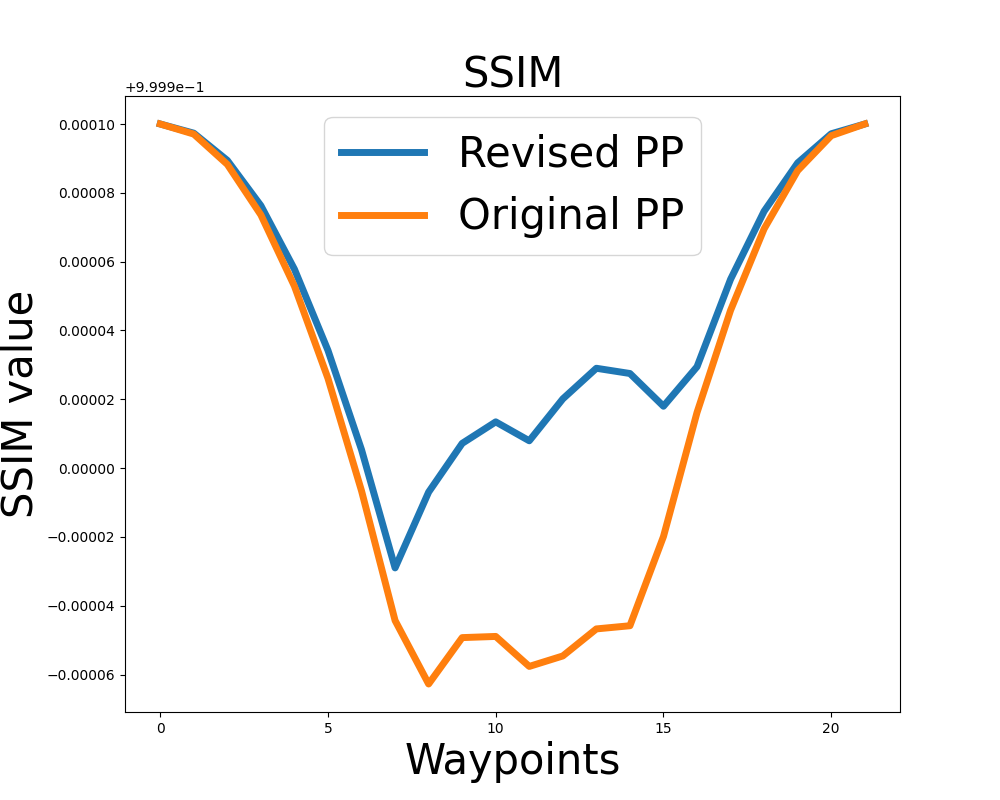 SSIM
+9.999e−1
Revised PP
Original PP
SSIM value
0.00010
0.00008
0.00006
0.00004
0.00002
0.00000
−0.00002
−0.00004
−0.00006
0 5 10 15 20
Waypoints